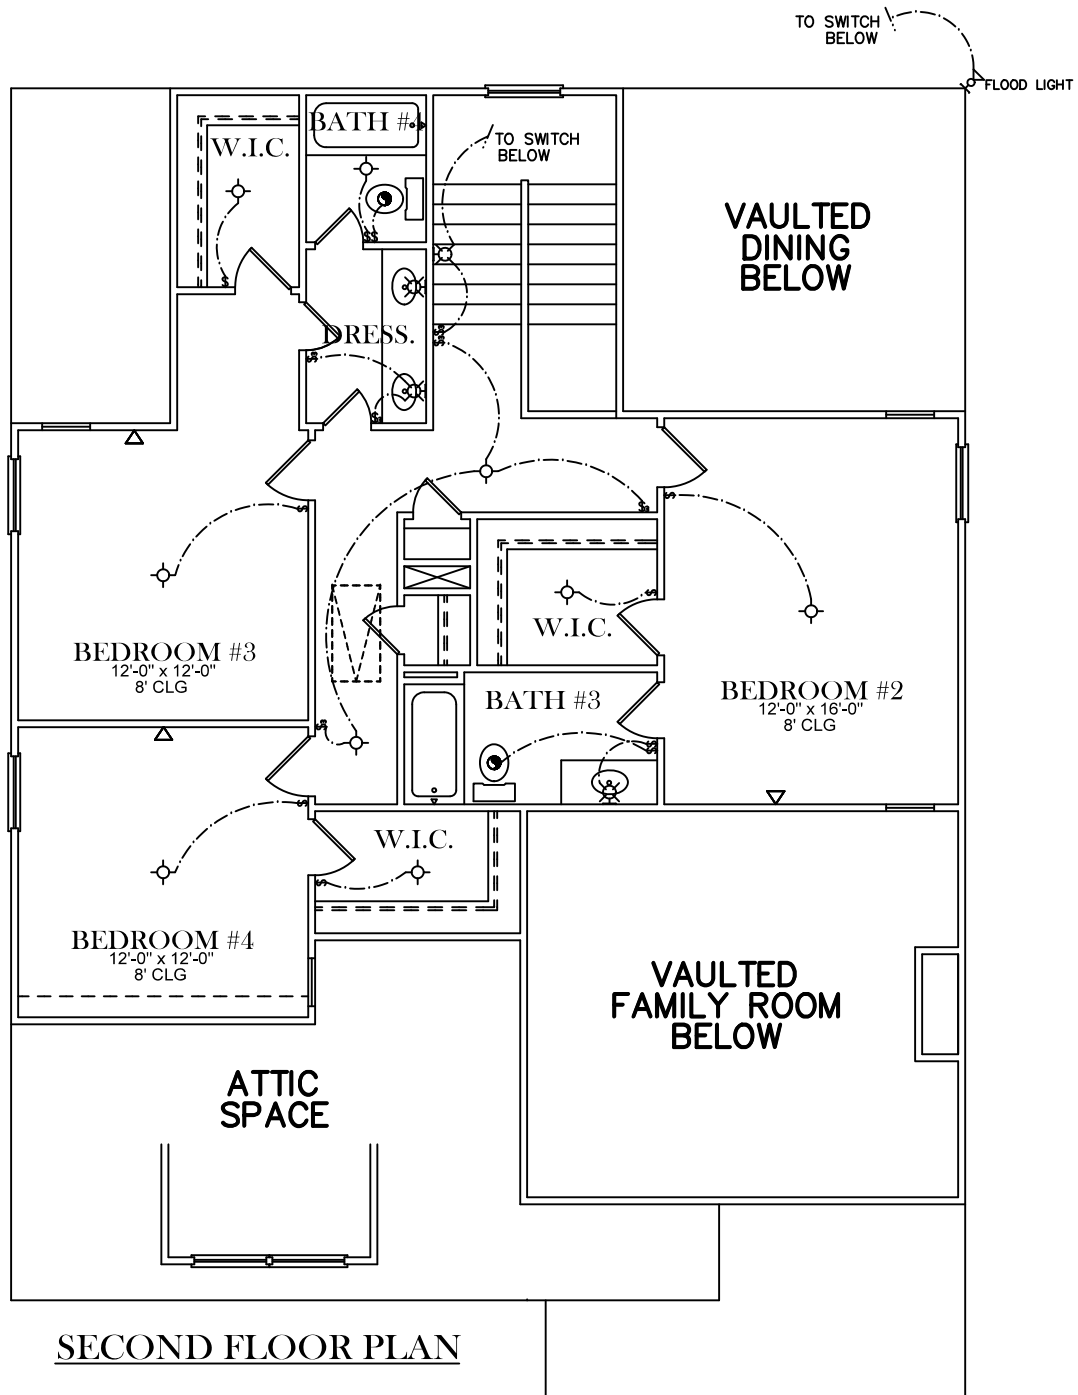 TO SWITCH
BELOW
FLOOD LIGHT
W.I.C.
BATH #4
TO SWITCH
BELOW
VAULTED
DINING
BELOW
DRESS.
BEDROOM #3
12'-0" x 12'-0"
8' CLG
W.I.C.
BEDROOM #2
12'-0" x 16'-0"
8' CLG
BATH #3
W.I.C.
BEDROOM #4
12'-0" x 12'-0"
8' CLG
VAULTED
FAMILY ROOM
BELOW
ATTIC
SPACE
SECOND FLOOR PLAN